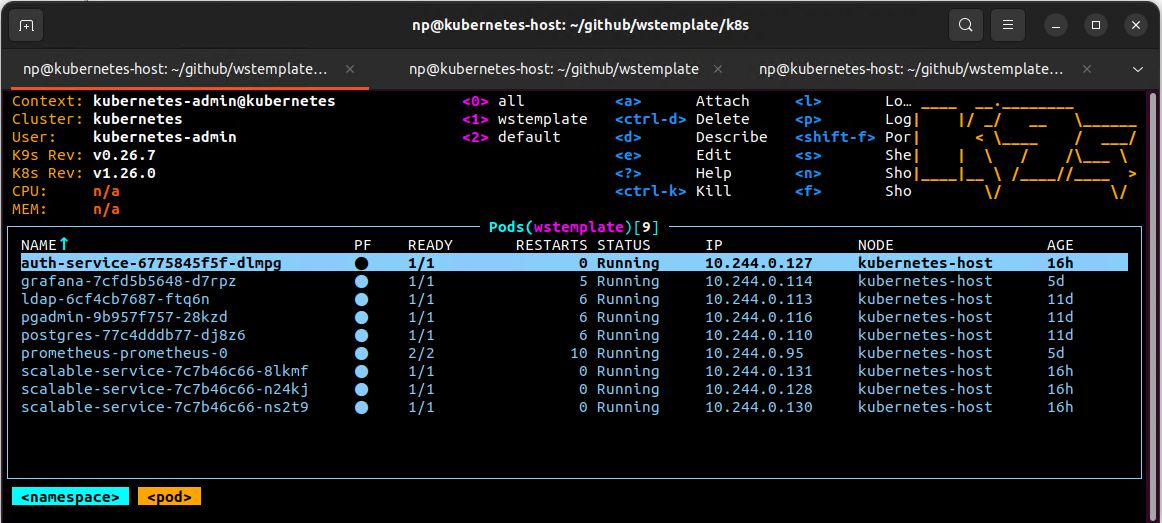 np@kubernetes-host: ~/github/wstemplate/k8s
np@kubernetes-host: ~/github/wstemplate… × np@kubernetes-host: ~/github/wstemplate × np@kubernetes-host: ~/github/wstemplate… ×
Context: kubernetes-admin@kubernetes <0> all <a> Attach <l> Lo…
Cluster: kubernetes <1> wstemplate <ctrl-d> Delete <p> Log
User: kubernetes-admin <2> default <d> Describe <shift-f> Por
K9s Rev: v0.26.7 <e> Edit <s> She
K8s Rev: v1.26.0 <?> Help <n> Sho
CPU: n/a <ctrl-k> Kill <f> Sho
MEM: n/a
Pods(wstemplate)[9]
NAME↑ PF READY RESTARTS STATUS IP NODE AGE
auth-service-6775845f5f-dlmpg ● 1/1 0 Running 10.244.0.127 kubernetes-host 16h
grafana-7cfd5b5648-d7rpz ● 1/1 5 Running 10.244.0.114 kubernetes-host 5d
ldap-6cf4cb7687-ftq6n ● 1/1 6 Running 10.244.0.113 kubernetes-host 11d
pgadmin-9b957f757-28kzd ● 1/1 6 Running 10.244.0.116 kubernetes-host 11d
postgres-77c4dddb77-dj8z6 ● 1/1 6 Running 10.244.0.110 kubernetes-host 11d
prometheus-prometheus-0 ● 2/2 10 Running 10.244.0.95 kubernetes-host 5d
scalable-service-7c7b46c66-8lkmf ● 1/1 0 Running 10.244.0.131 kubernetes-host 16h
scalable-service-7c7b46c66-n24kj ● 1/1 0 Running 10.244.0.128 kubernetes-host 16h
scalable-service-7c7b46c66-ns2t9 ● 1/1 0 Running 10.244.0.130 kubernetes-host 16h
<namespace> <pod>